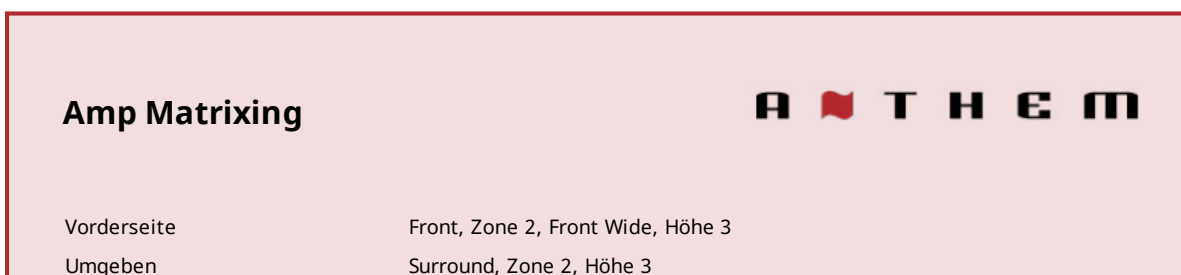 Amp Matrixing
ANTHEM
Vorderseite Front, Zone 2, Front Wide, Höhe 3
Umgeben Surround, Zone 2, Höhe 3